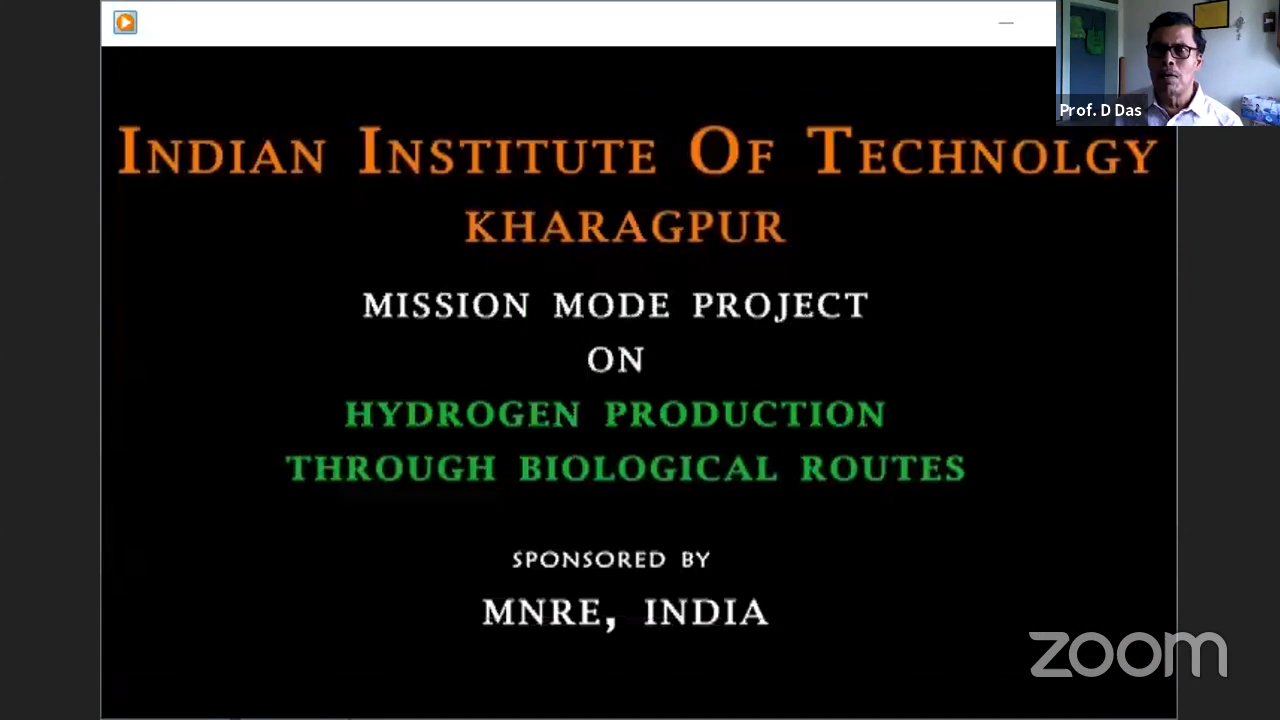 Prof. D Das
INDIAN INSTITUTE OF TECHNOLGY
KHARAGPUR
MISSION MODE PROJECT
ON
HYDROGEN PRODUCTION
THROUGH BIOLOGICAL ROUTES
SPONSORED BY
MNRE, INDIA
zoom